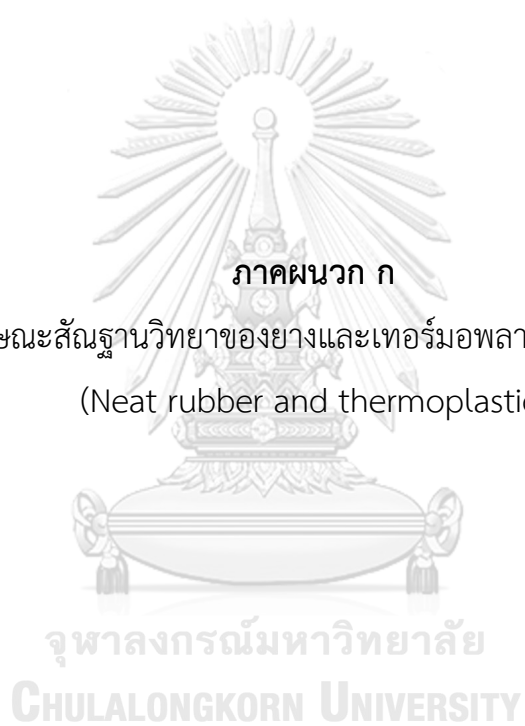 ภาคผนวก ก
ษณะสัณฐานวิทยาของยางและเทอร์มอพลา
(Neat rubber and thermoplastic
จุฬาลงกรณ์มหาวิทยาลัย
CHULALONGKORN UNIVERSITY